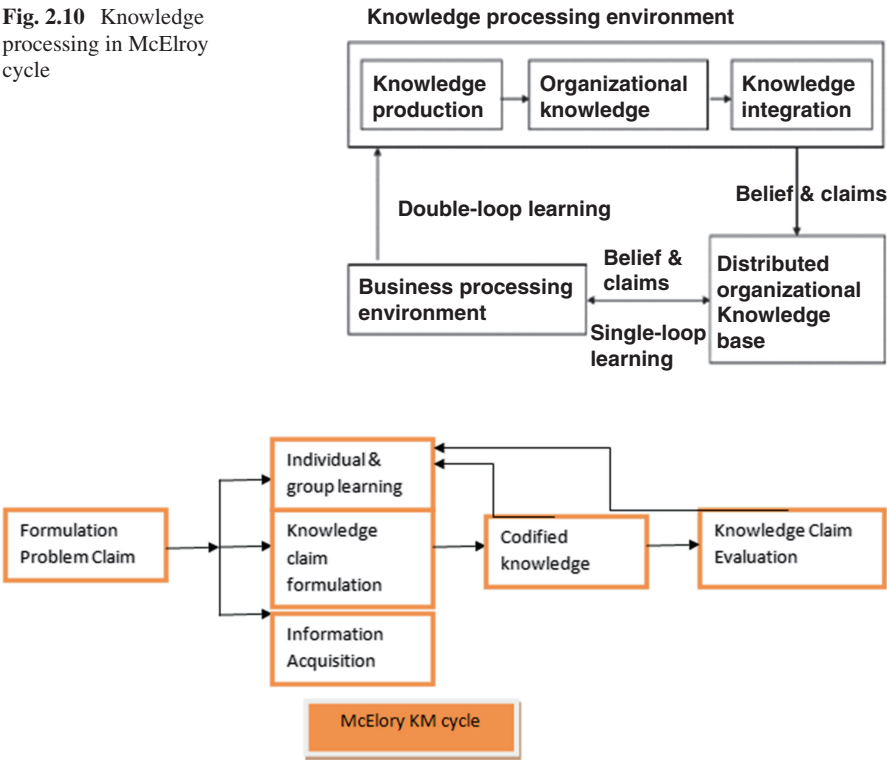 Fig. 2.10 Knowledge
processing in McElroy
cycle
Knowledge processing environment
Knowledge
production
Organizational
knowledge
Knowledge
integration
Double-loop learning
Belief & claims
Business processing
environment
Belief &
claims
Single-loop
learning
Distributed
organizational
Knowledge
base
Formulation
Problem Claim
Individual &
group learning
Knowledge
claim
formulation
Information
Acquisition
Codified
knowledge
Knowledge Claim
Evaluation
McElory KM cycle